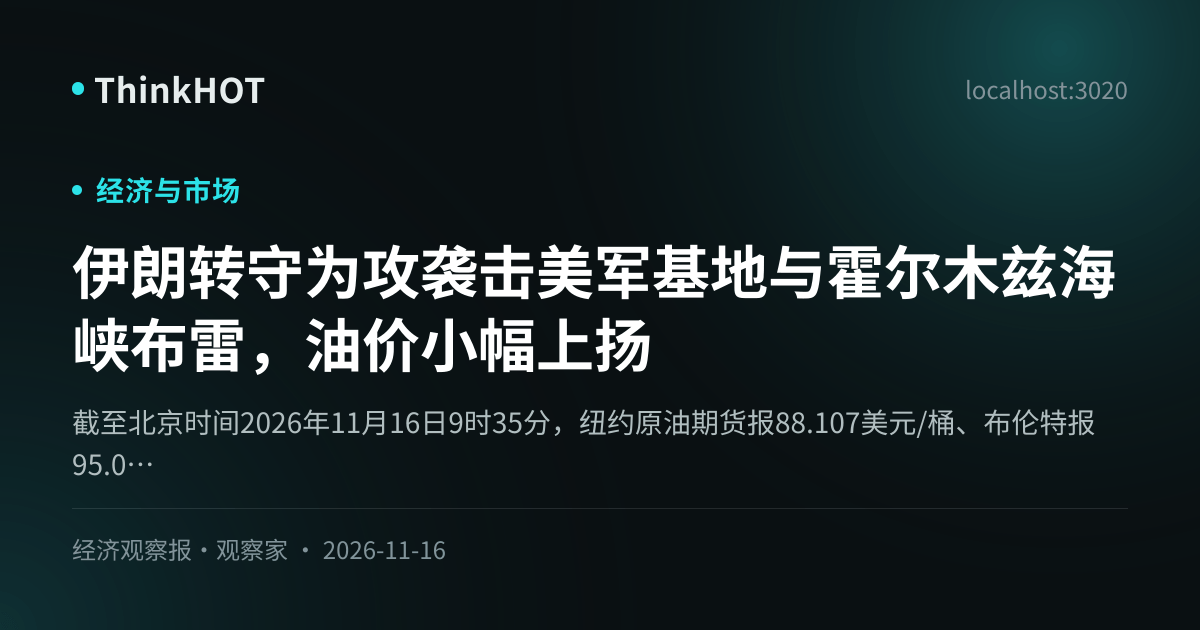 ThinkHOT
localhost:3020
经济与市场
伊朗转守为攻袭击美军基地与霍尔木兹海
峡布雷，油价小幅上扬
截至北京时间2026年11月16日9时35分，纽约原油期货报88.107美元/桶、布伦特报
95.0…
经济观察报·观察家 · 2026-11-16